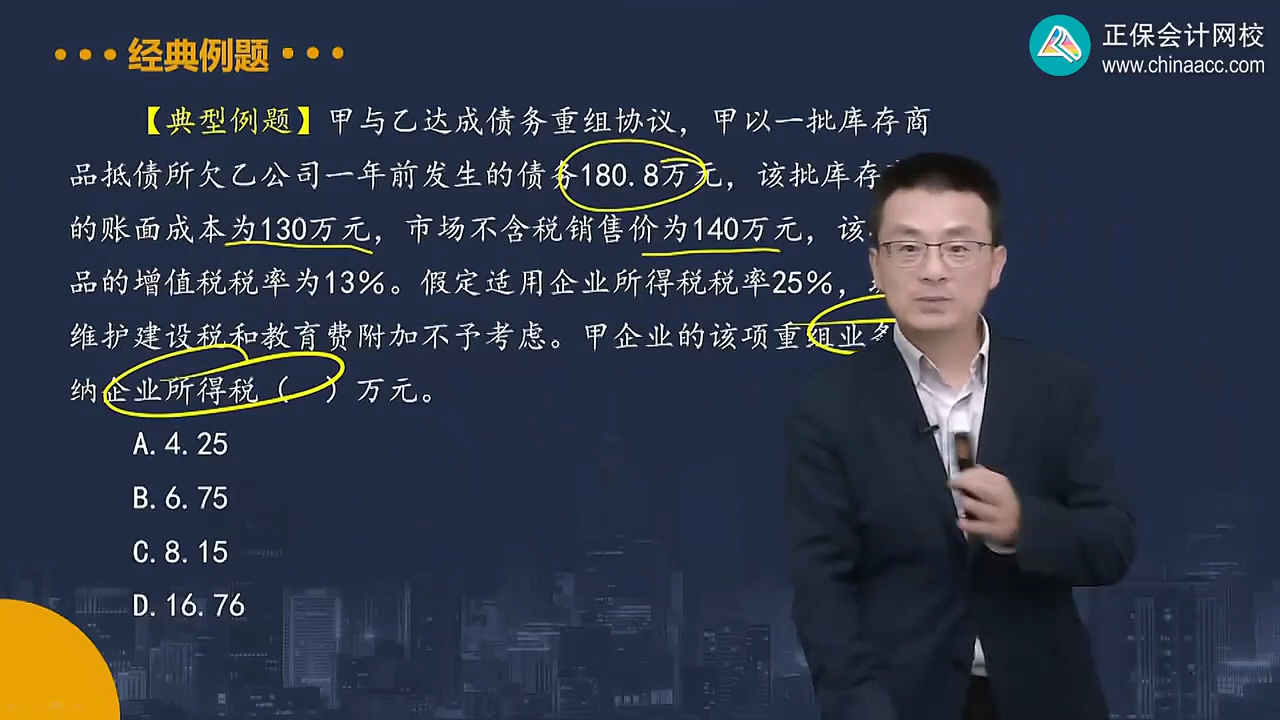 经典例题
正保会计网校
www.chinaacc.com
【典型例题】甲与乙达成债务重组协议，甲以一批库存商
品抵债所欠乙公司一年前发生的债务180.8万元，该批库存
的账面成本为130万元，市场不含税销售价为140万元，该
品的增值税税率为13%。假定适用企业所得税税率25%，
维护建设税和教育费附加不予考虑。甲企业的该项重组业务
纳企业所得税（ ）万元。
A.4.25
B.6.75
C.8.15
D.16.76